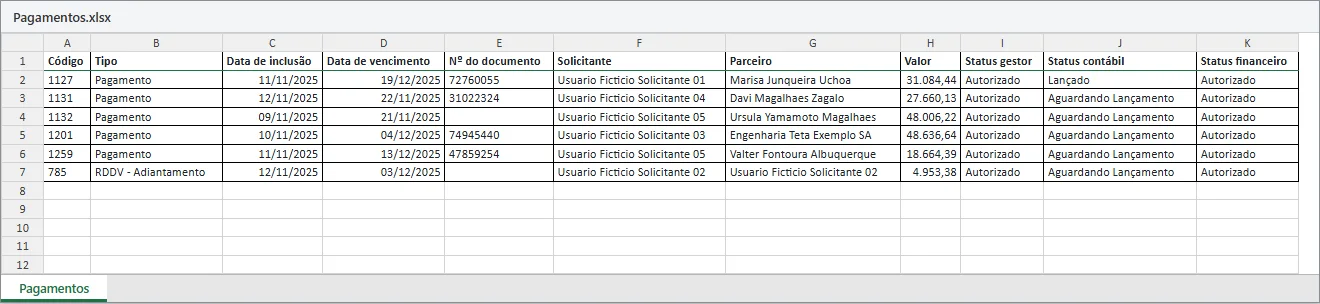 Pagamentos.xlsx
A B C D E F G H I J K
1 Código Tipo Data de inclusão Data de vencimento Nº do documento Solicitante Parceiro Valor Status gestor Status contábil Status financeiro
2 1127 Pagamento 11/11/2025 19/12/2025 72760055 Usuario Ficticio Solicitante 01 Marisa Junqueira Uchoa 31.084,44 Autorizado Lançado Autorizado
3 1131 Pagamento 12/11/2025 22/11/2025 31022324 Usuario Ficticio Solicitante 04 Davi Magalhaes Zagalo 27.660,13 Autorizado Aguardando Lançamento Autorizado
4 1132 Pagamento 09/11/2025 21/11/2025 Usuario Ficticio Solicitante 05 Ursula Yamamoto Magalhaes 48.006,22 Autorizado Aguardando Lançamento Autorizado
5 1201 Pagamento 10/11/2025 04/12/2025 74945440 Usuario Ficticio Solicitante 03 Engenharia Teta Exemplo SA 48.636,64 Autorizado Aguardando Lançamento Autorizado
6 1259 Pagamento 11/11/2025 13/12/2025 47859254 Usuario Ficticio Solicitante 05 Valter Fontoura Albuquerque 18.664,39 Autorizado Aguardando Lançamento Autorizado
7 785 RDDV - Adiantamento 12/11/2025 03/12/2025 Usuario Ficticio Solicitante 02 Usuario Ficticio Solicitante 02 4.953,38 Autorizado Aguardando Lançamento Autorizado
8
9
10
11
12
Pagamentos